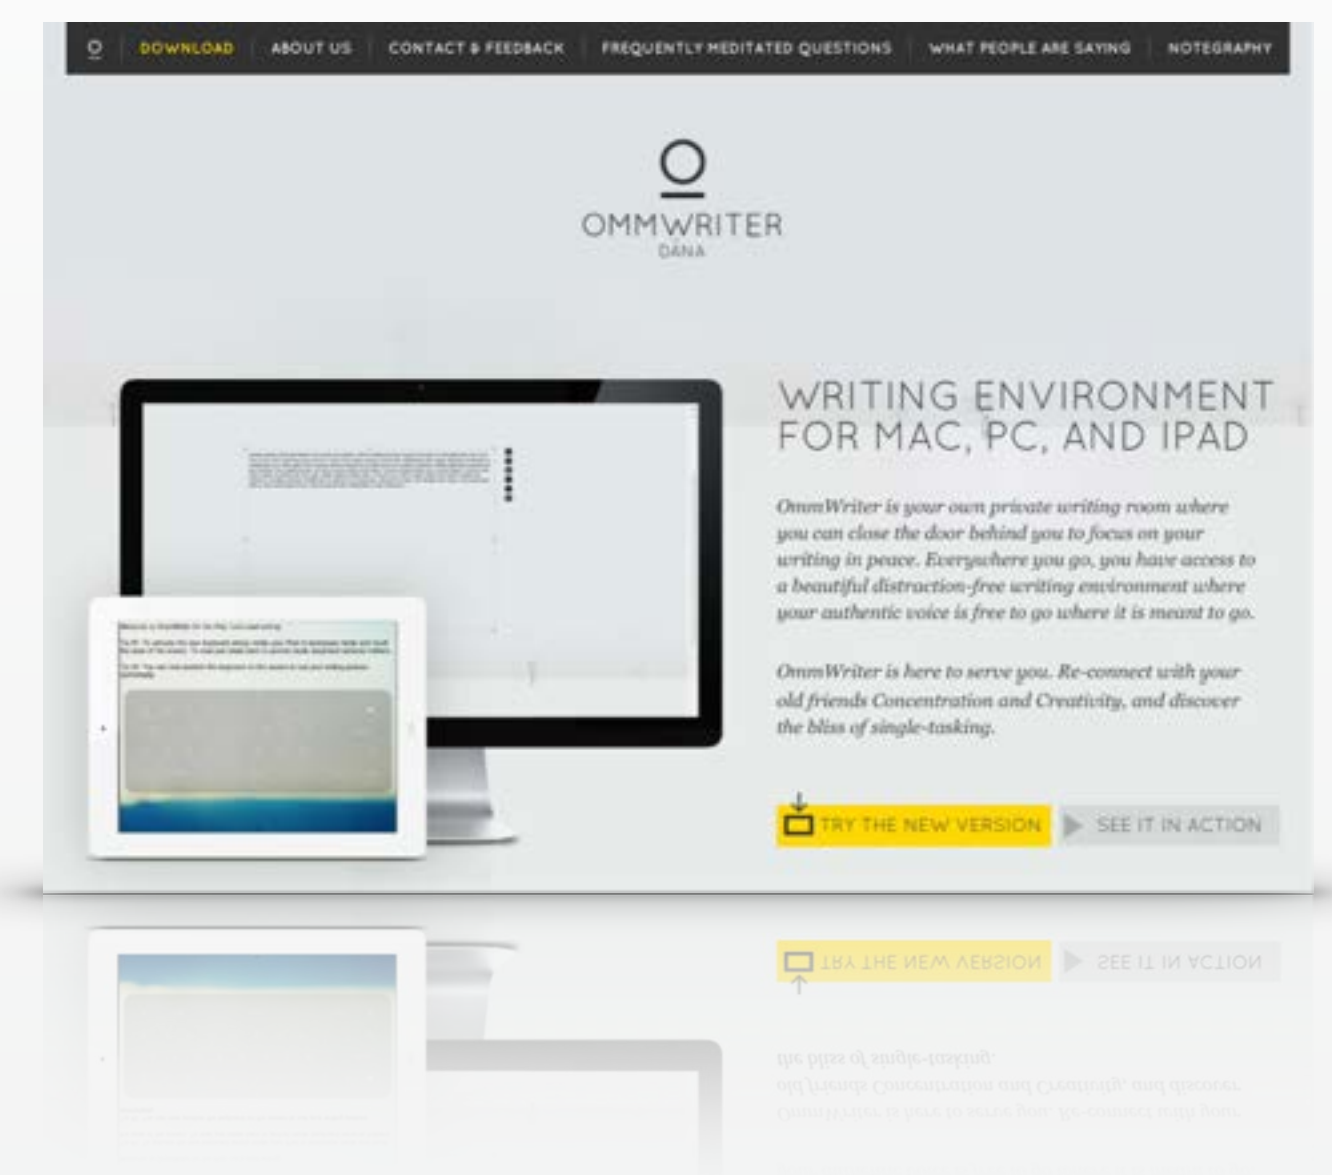 DOWNLOAD ABOUT US CONTACT & FEEDBACK FREQUENTLY MEDITATED QUESTIONS WHAT PEOPLE ARE SAYING NOTEGRAPHY
OMMWRITER
DĀNA
WRITING ENVIRONMENT
FOR MAC, PC, AND IPAD
OmmWriter is your own private writing room where
you can close the door behind you to focus on your
writing in peace. Everywhere you go, you have access to
a beautiful distraction-free writing environment where
your authentic voice is free to go where it is meant to go.
OmmWriter is here to serve you. Re-connect with your
old friends Concentration and Creativity, and discover
the bliss of single-tasking.
TRY THE NEW VERSION SEE IT IN ACTION